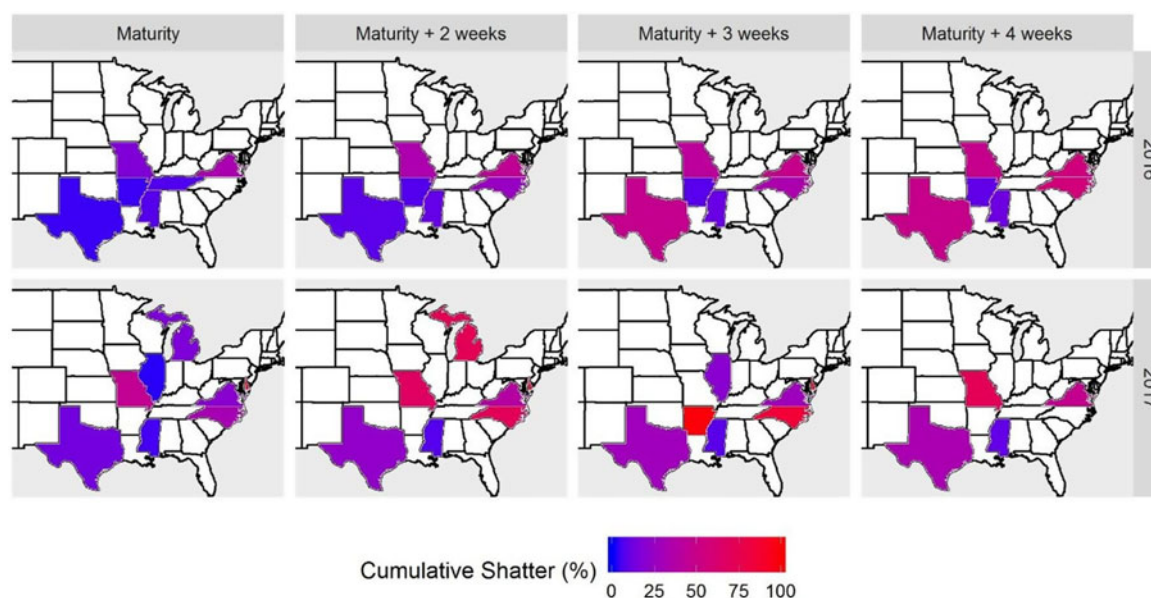 Maturity
Maturity + 2 weeks
Maturity + 3 weeks
Maturity + 4 weeks
2016
2017
Cumulative Shatter (%)
0 25 50 75 100